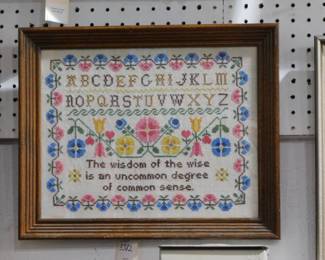 ABCDEFGHIJKLM
NOPQRSTUVWXYZ
The wisdom of the wise
is an uncommon degree
of common sense.